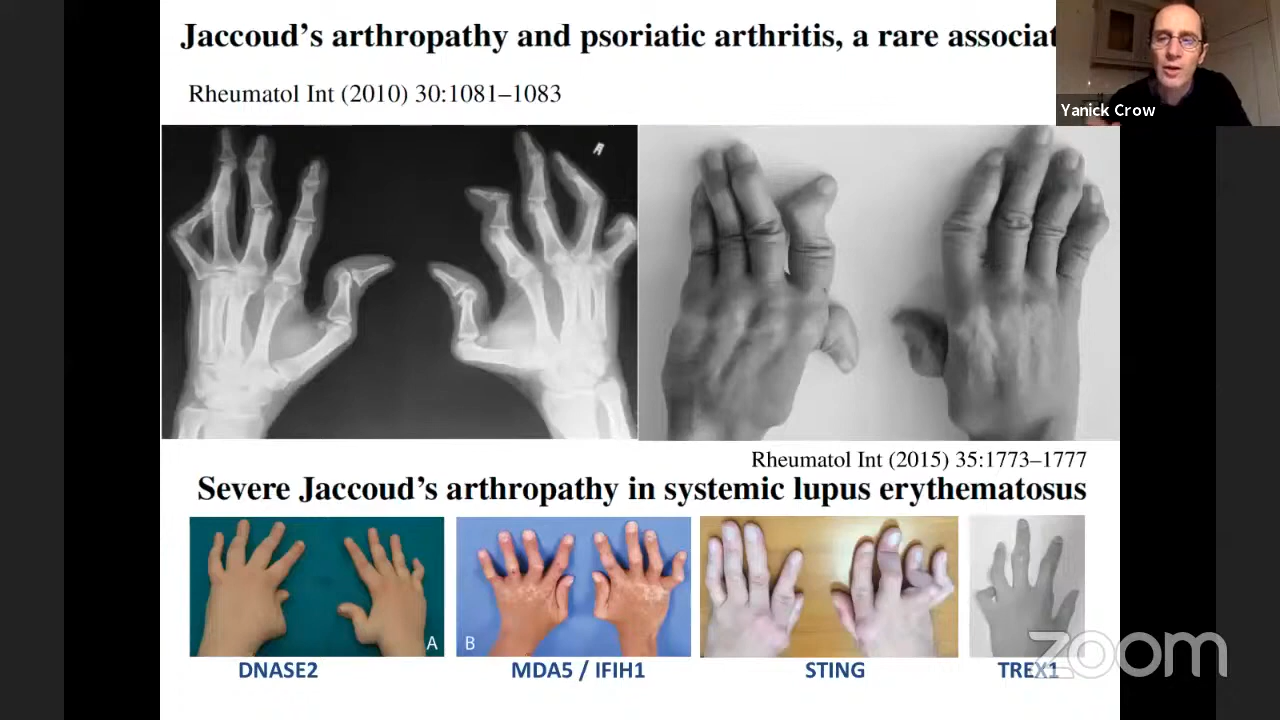 Jaccoud's arthropathy and psoriatic arthritis, a rare associat
Yanick Crow
Rheumatol Int (2010) 30:1081–1083
Rheumatol Int (2015) 35:1773–1777
Severe Jaccoud's arthropathy in systemic lupus erythematosus
A
B
DNASE2
MDA5 / IFIH1
STING
TREX1
zoom